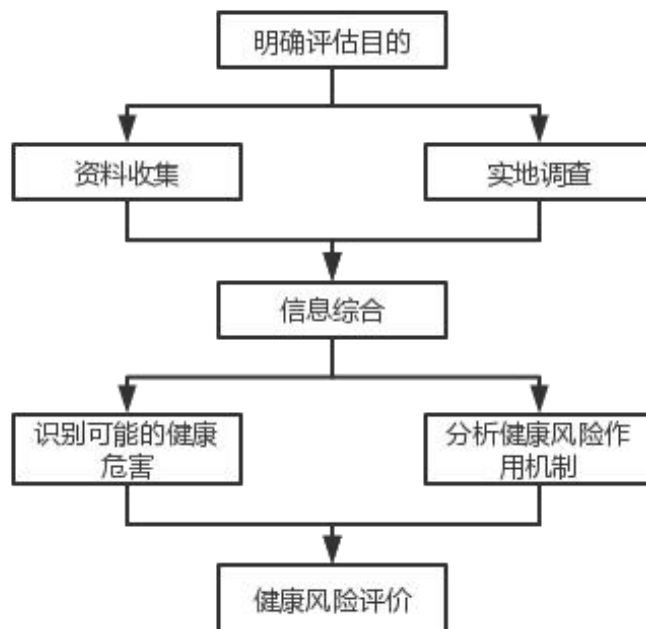 明确评估目的
资料收集
实地调查
信息综合
识别可能的健康
危害
分析健康风险作
用机制
健康风险评价